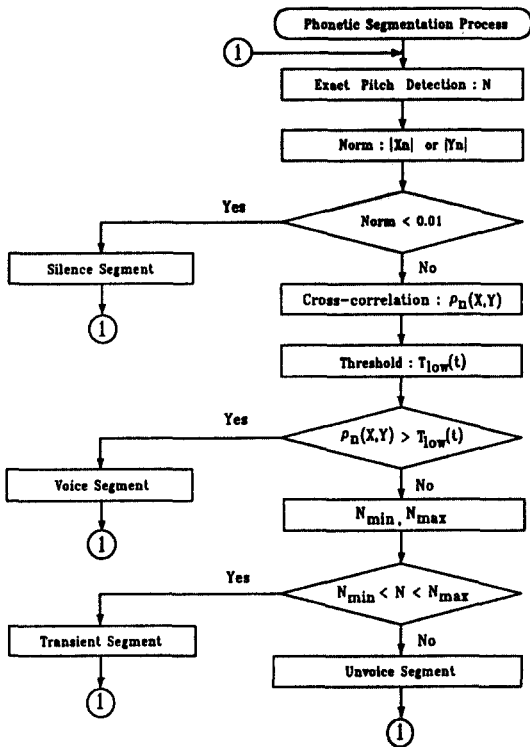 Phonetic Segmentation Process
1
Exact Pitch Detection : N
Norm : |Xn| or |Yn|
Yes
Norm < 0.01
Silence Segment
No
1
Cross-correlation : ρn(X,Y)
Threshold : Tlow(t)
Yes
ρn(X,Y) > Tlow(t)
Voice Segment
No
1
Nmin , Nmax
Yes
Nmin < N < Nmax
Transient Segment
No
1
Unvoice Segment
1